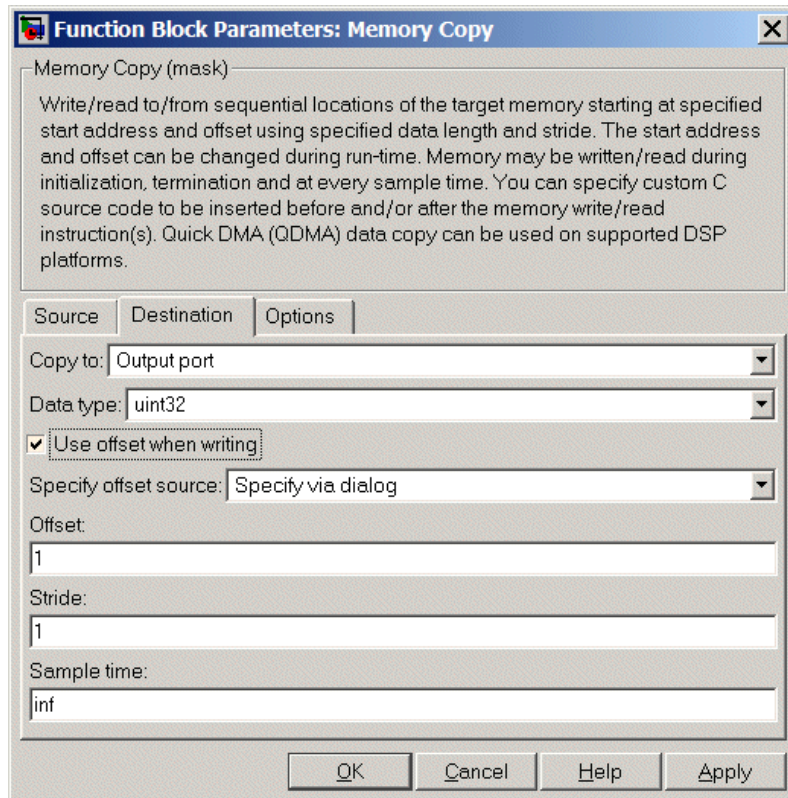 Function Block Parameters: Memory Copy
Memory Copy (mask)
Write/read to/from sequential locations of the target memory starting at specified
start address and offset using specified data length and stride. The start address
and offset can be changed during run-time. Memory may be written/read during
initialization, termination and at every sample time. You can specify custom C
source code to be inserted before and/or after the memory write/read
instruction(s). Quick DMA (QDMA) data copy can be used on supported DSP
platforms.
Source Destination Options
Copy to: Output port
Data type: uint32
Use offset when writing
Specify offset source: Specify via dialog
Offset:
1
Stride:
1
Sample time:
inf
OK Cancel Help Apply